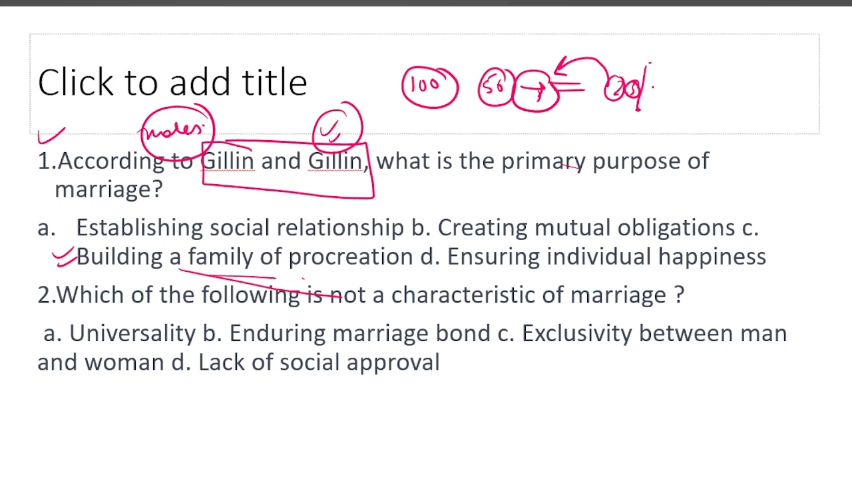 Click to add title
100 50
notes.
1.According to Gillin and Gillin, what is the primary purpose of
marriage?
a. Establishing social relationship b. Creating mutual obligations c.
Building a family of procreation d. Ensuring individual happiness
2.Which of the following is not a characteristic of marriage ?
a. Universality b. Enduring marriage bond c. Exclusivity between man
and woman d. Lack of social approval